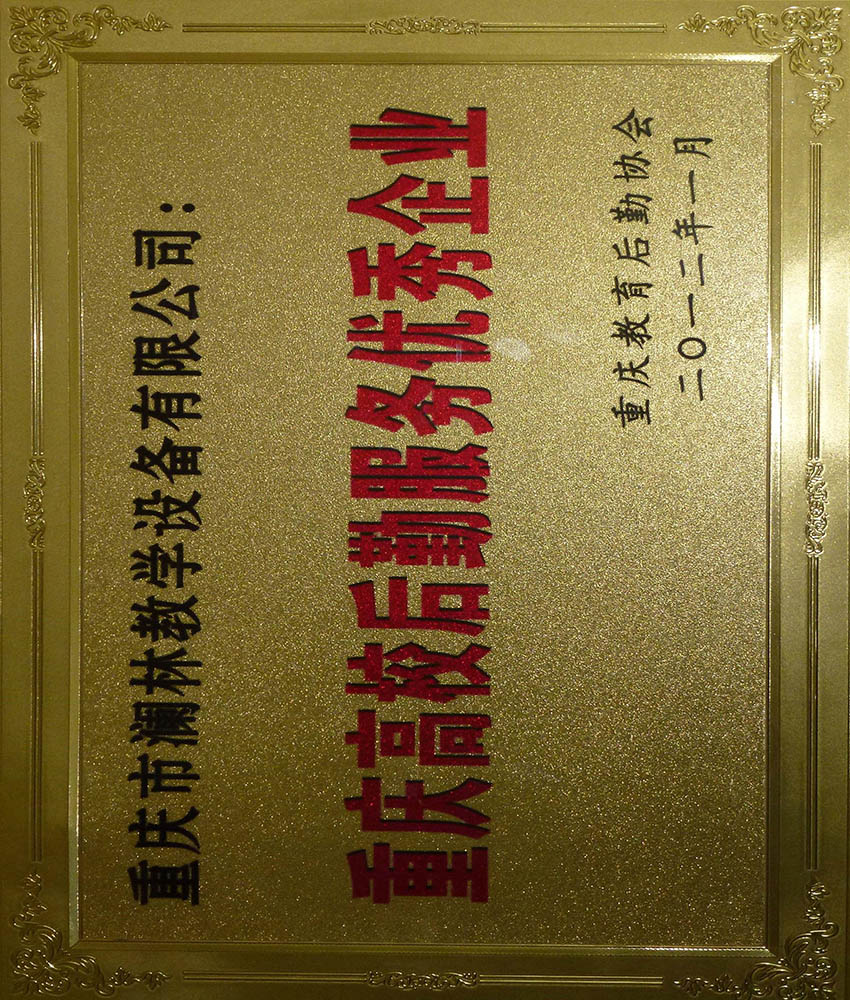 重庆市澜林教学设备有限公司：
重庆高校后勤服务优秀企业
重庆教育后勤协会
二〇一二年一月